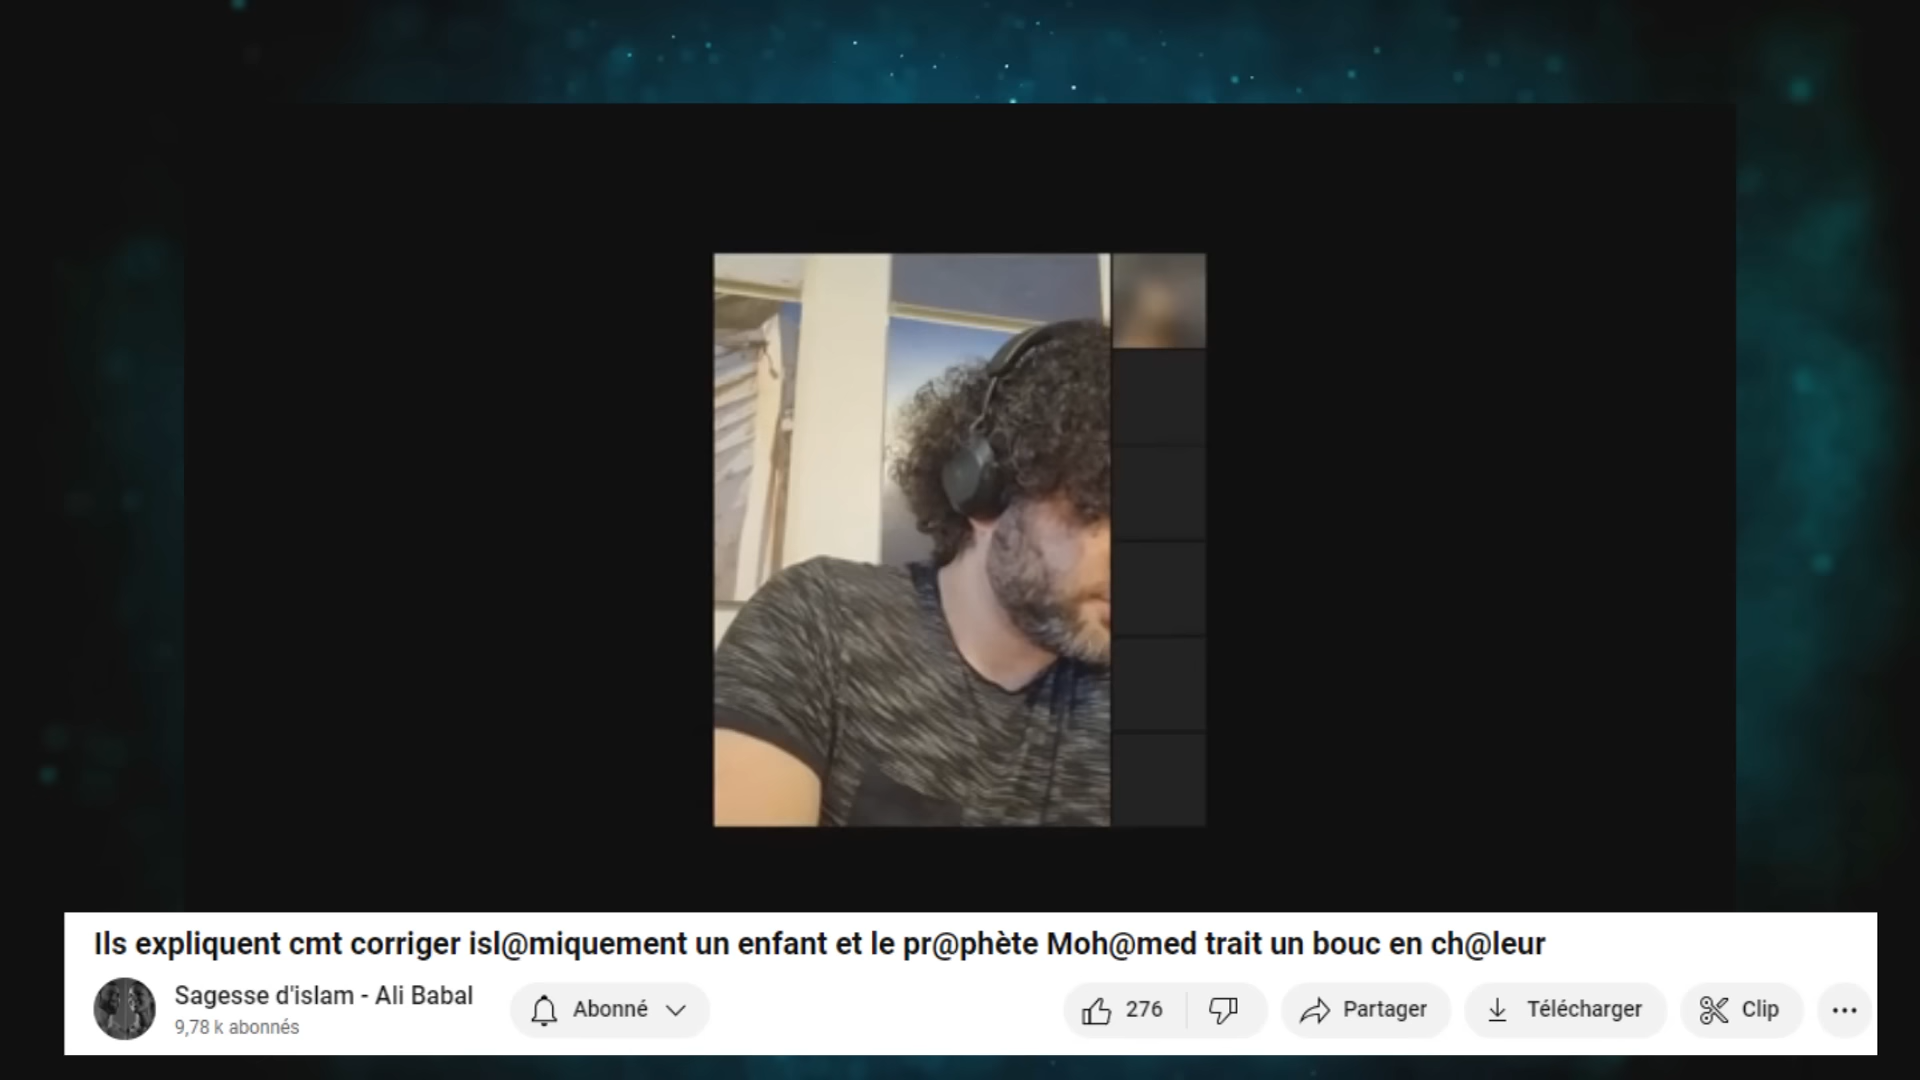 Ils expliquent cmt corriger isl@miquement un enfant et le pr@phète Moh@med trait un bouc en ch@leur
Sagesse d'islam - Ali Babal
9,78 k abonnés
Abonné
276
Partager
Télécharger
Clip